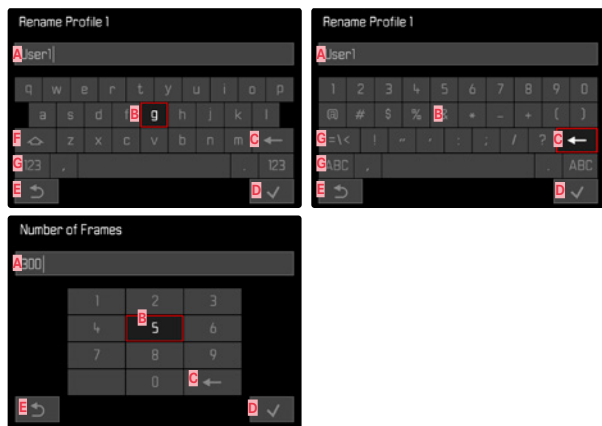 Rename Profile 1
A User1
q w e r t y u i o p
a s d f B g h j k l
F z x c v b n m C ←
G 123 , . 123
E D ✓
Rename Profile 1
A User1
1 2 3 4 5 6 7 8 9 0
@ # $ % B & * - + ( )
G =\< ! " ' : ; / ? C ←
G ABC , . ABC
E D ✓
Number of Frames
A 300
1 2 3
4 B 5 6
7 8 9
0 C ←
E D ✓